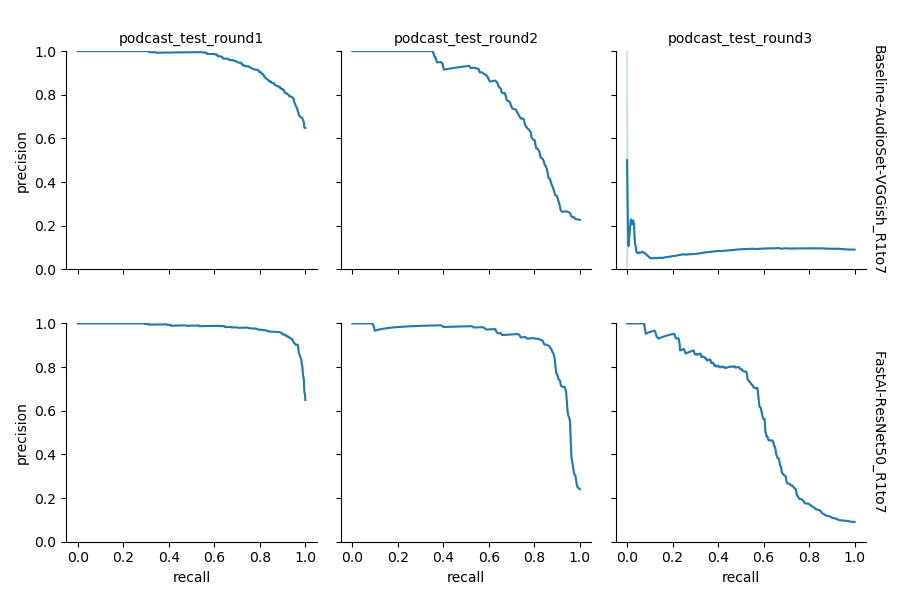 podcast_test_round1 podcast_test_round2 podcast_test_round3
1.0
0.8
0.6
0.4
0.2
0.0
precision
Baseline-AudioSet-VGGish_R1to7
1.0
0.8
0.6
0.4
0.2
0.0
precision
FastAI-ResNet50_R1to7
0.0 0.2 0.4 0.6 0.8 1.0 0.0 0.2 0.4 0.6 0.8 1.0 0.0 0.2 0.4 0.6 0.8 1.0
recall recall recall